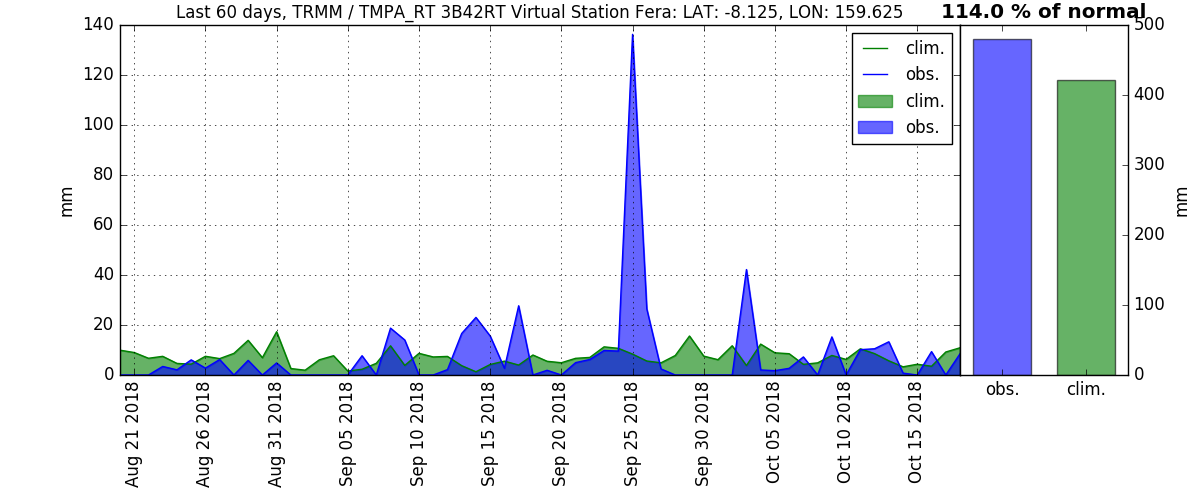 Last 60 days, TRMM / TMPA_RT 3B42RT Virtual Station Fera: LAT: -8.125, LON: 159.625
114.0 % of normal
140
120
100
80
60
40
20
0
mm
clim.
obs.
clim.
obs.
500
400
300
200
100
0
mm
obs.
clim.
Aug 21 2018
Aug 26 2018
Aug 31 2018
Sep 05 2018
Sep 10 2018
Sep 15 2018
Sep 20 2018
Sep 25 2018
Sep 30 2018
Oct 05 2018
Oct 10 2018
Oct 15 2018